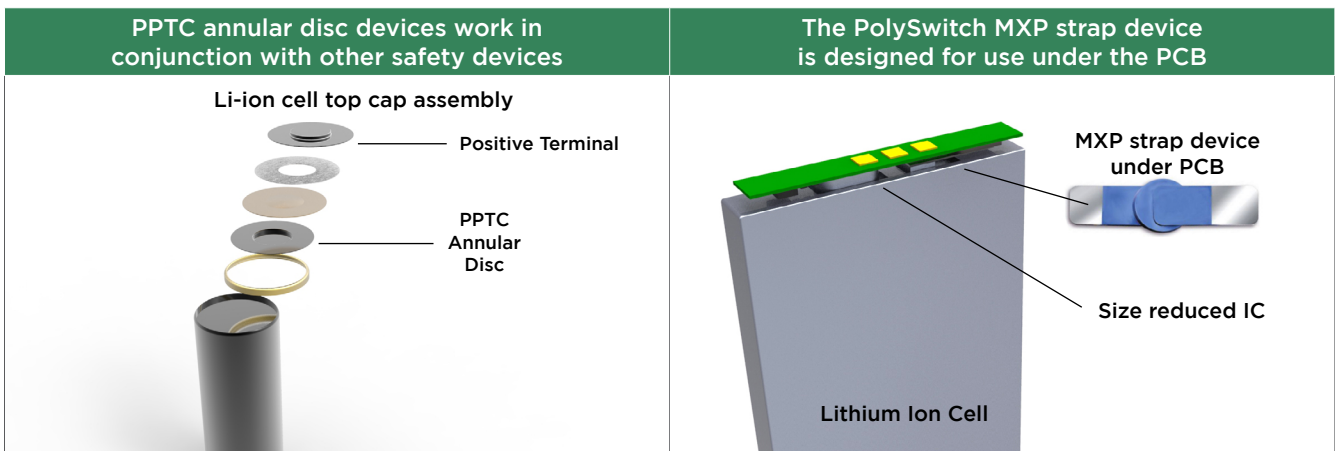 PPTC annular disc devices work in
conjunction with other safety devices
The PolySwitch MXP strap device
is designed for use under the PCB
Li-ion cell top cap assembly
Positive Terminal
PPTC
Annular
Disc
MXP strap device
under PCB
Size reduced IC
Lithium Ion Cell